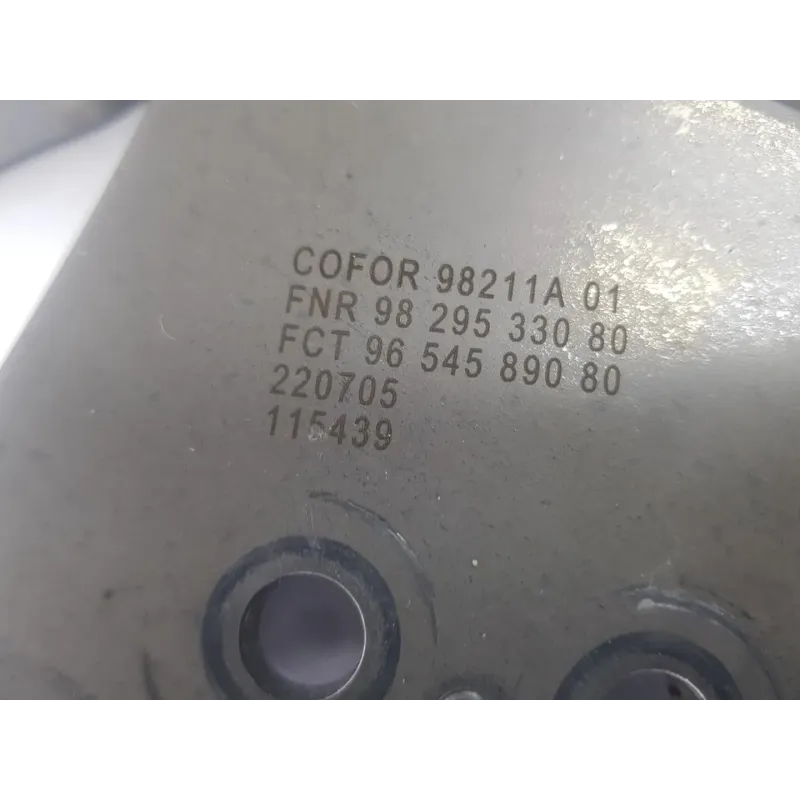 COFOR 98211A 01
FNR 98 295 330 80
FCT 96 545 890 80
220705
115439